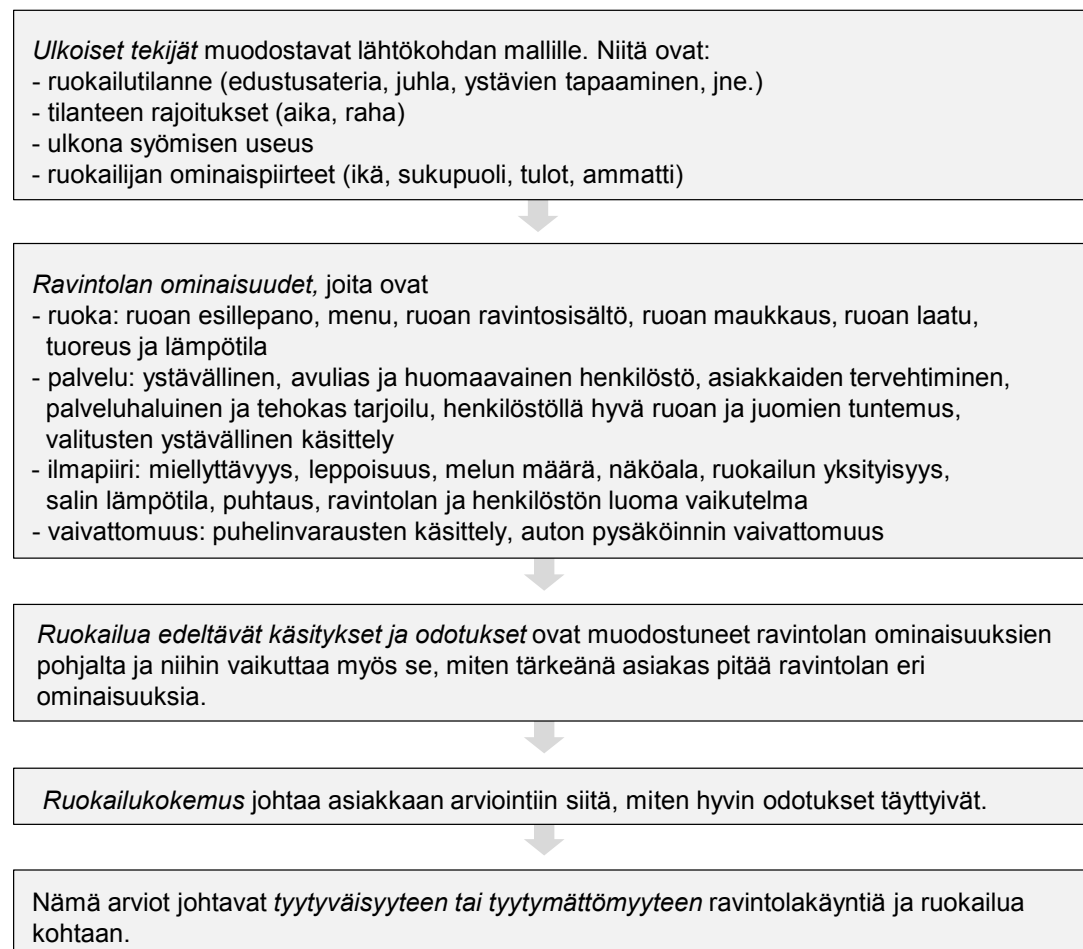 Ulkoiset tekijät muodostavat lähtökohdan mallille. Niitä ovat:
- ruokailutilanne (edustusateria, juhla, ystävien tapaaminen, jne.)
- tilanteen rajoitukset (aika, raha)
- ulkona syömisen useus
- ruokailijan ominaispiirteet (ikä, sukupuoli, tulot, ammatti)
Ravintolan ominaisuudet, joita ovat
- ruoka: ruoan esillepano, menu, ruoan ravintosisältö, ruoan maukkaus, ruoan laatu,
tuoreus ja lämpötila
- palvelu: ystävällinen, avulias ja huomaavainen henkilöstö, asiakkaiden tervehtiminen,
palveluhaluinen ja tehokas tarjoilu, henkilöstöllä hyvä ruoan ja juomien tuntemus,
valitusten ystävällinen käsittely
- ilmapiiri: miellyttävyys, leppoisuus, melun määrä, näköala, ruokailun yksityisyys,
salin lämpötila, puhtaus, ravintolan ja henkilöstön luoma vaikutelma
- vaivattomuus: puhelinvarausten käsittely, auton pysäköinnin vaivattomuus
Ruokailua edeltävät käsitykset ja odotukset ovat muodostuneet ravintolan ominaisuuksien
pohjalta ja niihin vaikuttaa myös se, miten tärkeänä asiakas pitää ravintolan eri
ominaisuuksia.
Ruokailukokemus johtaa asiakkaan arviointiin siitä, miten hyvin odotukset täyttyivät.
Nämä arviot johtavat tyytyväisyyteen tai tyytymättömyyteen ravintolakäyntiä ja ruokailua
kohtaan.